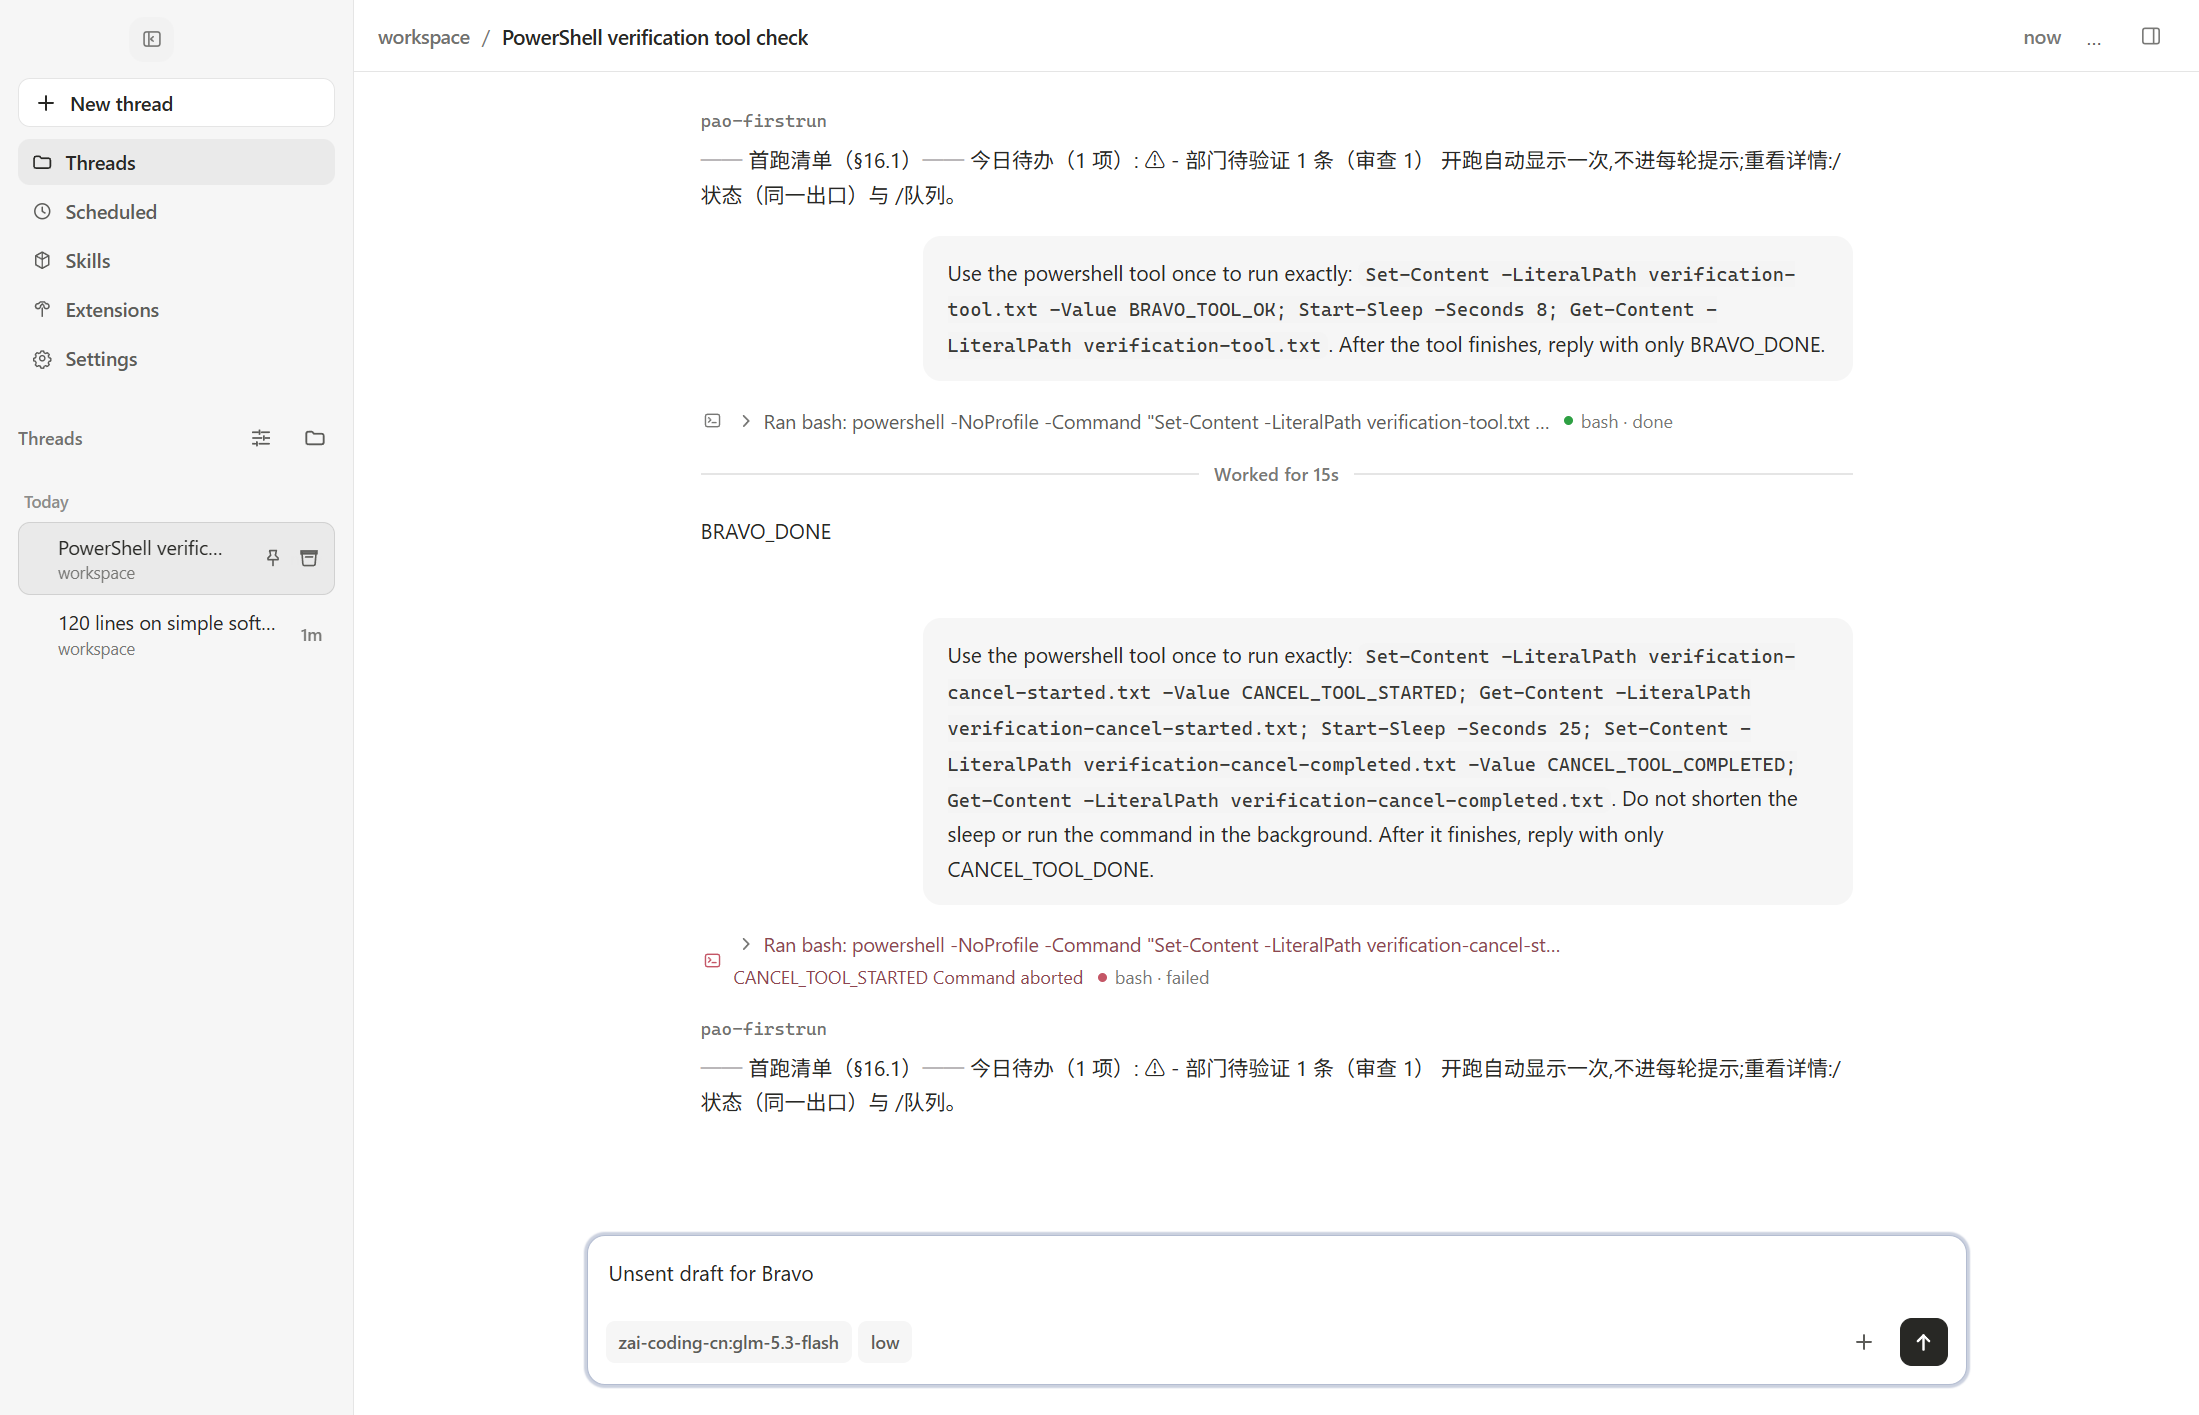 New thread
Threads
Scheduled
Skills
Extensions
Settings
Threads
Today
PowerShell verific...
workspace
120 lines on simple soft...
1m
workspace
workspace / PowerShell verification tool check
now ...
pao-firstrun
—— 首跑清单（§16.1）—— 今日待办（1 项）: ⚠ - 部门待验证 1 条（审查 1） 开跑自动显示一次,不进每轮提示;重看详情:/
状态（同一出口）与 /队列。
Use the powershell tool once to run exactly: Set-Content -LiteralPath verification-
tool.txt -Value BRAVO_TOOL_OK; Start-Sleep -Seconds 8; Get-Content -
LiteralPath verification-tool.txt . After the tool finishes, reply with only BRAVO_DONE.
Ran bash: powershell -NoProfile -Command "Set-Content -LiteralPath verification-tool.txt ... bash · done
Worked for 15s
BRAVO_DONE
Use the powershell tool once to run exactly: Set-Content -LiteralPath verification-
cancel-started.txt -Value CANCEL_TOOL_STARTED; Get-Content -LiteralPath
verification-cancel-started.txt; Start-Sleep -Seconds 25; Set-Content -
LiteralPath verification-cancel-completed.txt -Value CANCEL_TOOL_COMPLETED;
Get-Content -LiteralPath verification-cancel-completed.txt . Do not shorten the
sleep or run the command in the background. After it finishes, reply with only
CANCEL_TOOL_DONE.
Ran bash: powershell -NoProfile -Command "Set-Content -LiteralPath verification-cancel-st...
CANCEL_TOOL_STARTED Command aborted bash · failed
pao-firstrun
—— 首跑清单（§16.1）—— 今日待办（1 项）: ⚠ - 部门待验证 1 条（审查 1） 开跑自动显示一次,不进每轮提示;重看详情:/
状态（同一出口）与 /队列。
Unsent draft for Bravo
zai-coding-cn:glm-5.3-flash low